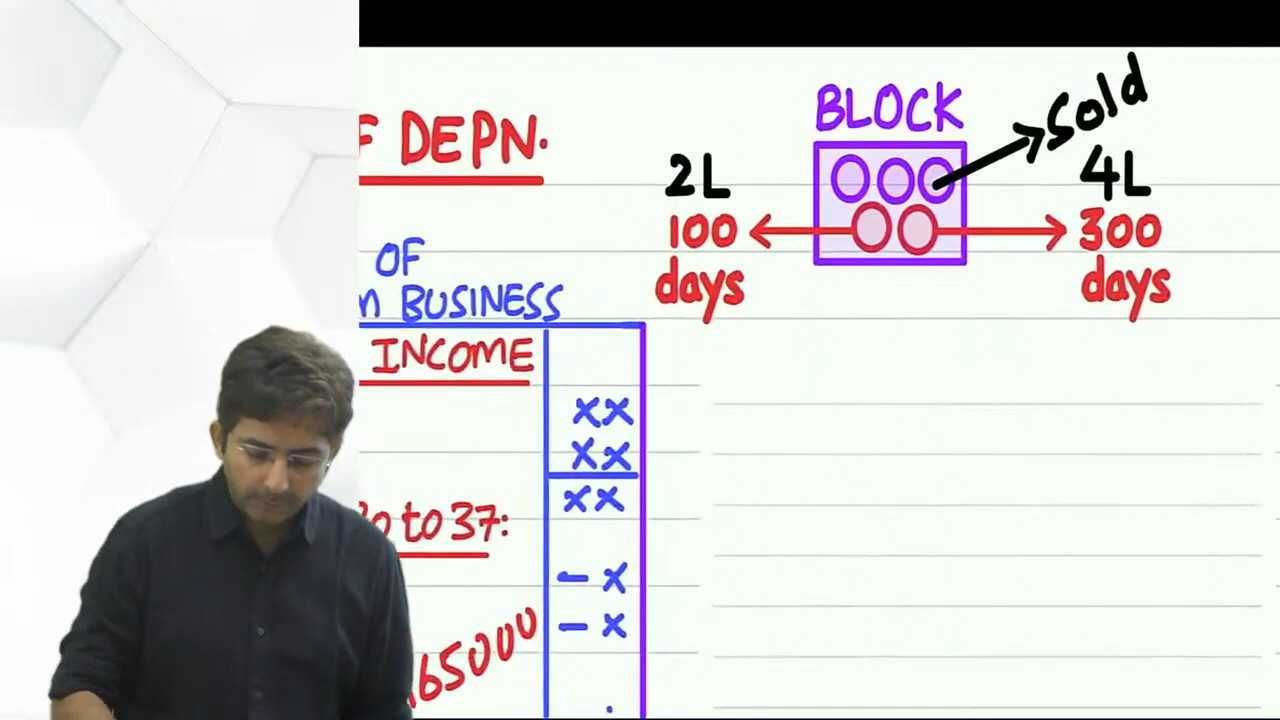 F DEPN.
OF
n BUSINESS
INCOME
XX
XX
XX
to 37:
- X
- X
65000
BLOCK
Sold
2L
100
days
4L
300
days